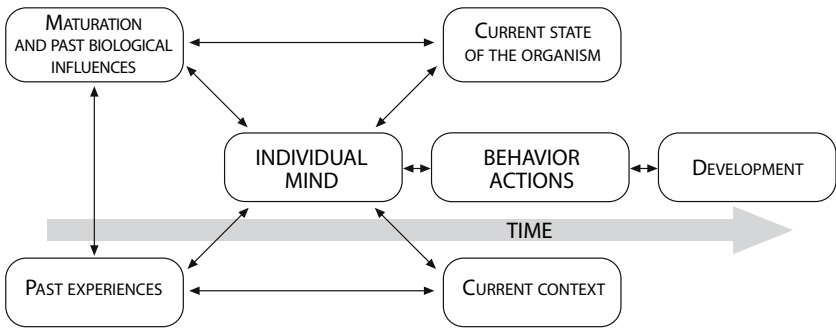 MATURATION
AND PAST BIOLOGICAL
INFLUENCES
CURRENT STATE
OF THE ORGANISM
INDIVIDUAL
MIND
BEHAVIOR
ACTIONS
DEVELOPMENT
TIME
PAST EXPERIENCES
CURRENT CONTEXT